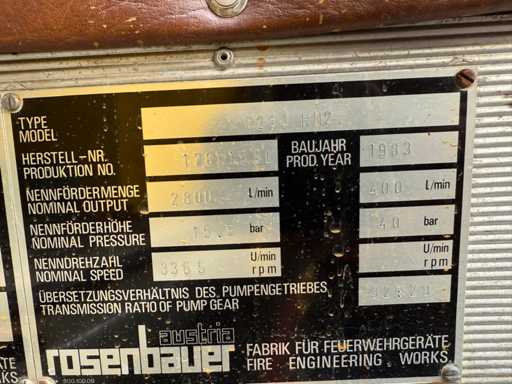 TYPE
MODEL
HERSTELL-NR.
PRODUKTION NO.
BAUJAHR
PROD. YEAR
1983
NENNFÖRDERMENGE
NOMINAL OUTPUT
2800
l/min
400
l/min
NENNFÖRDERHÖHE
NOMINAL PRESSURE
bar
40
bar
NENNDREHZAHL
NOMINAL SPEED
3365
U/min
rpm
U/min
rpm
ÜBERSETZUNGSVERHÄLTNIS DES PUMPENGETRIEBES
TRANSMISSION RATIO OF PUMP GEAR
austria
rosenbauer
FABRIK FÜR FEUERWEHRGERÄTE
FIRE ENGINEERING WORKS